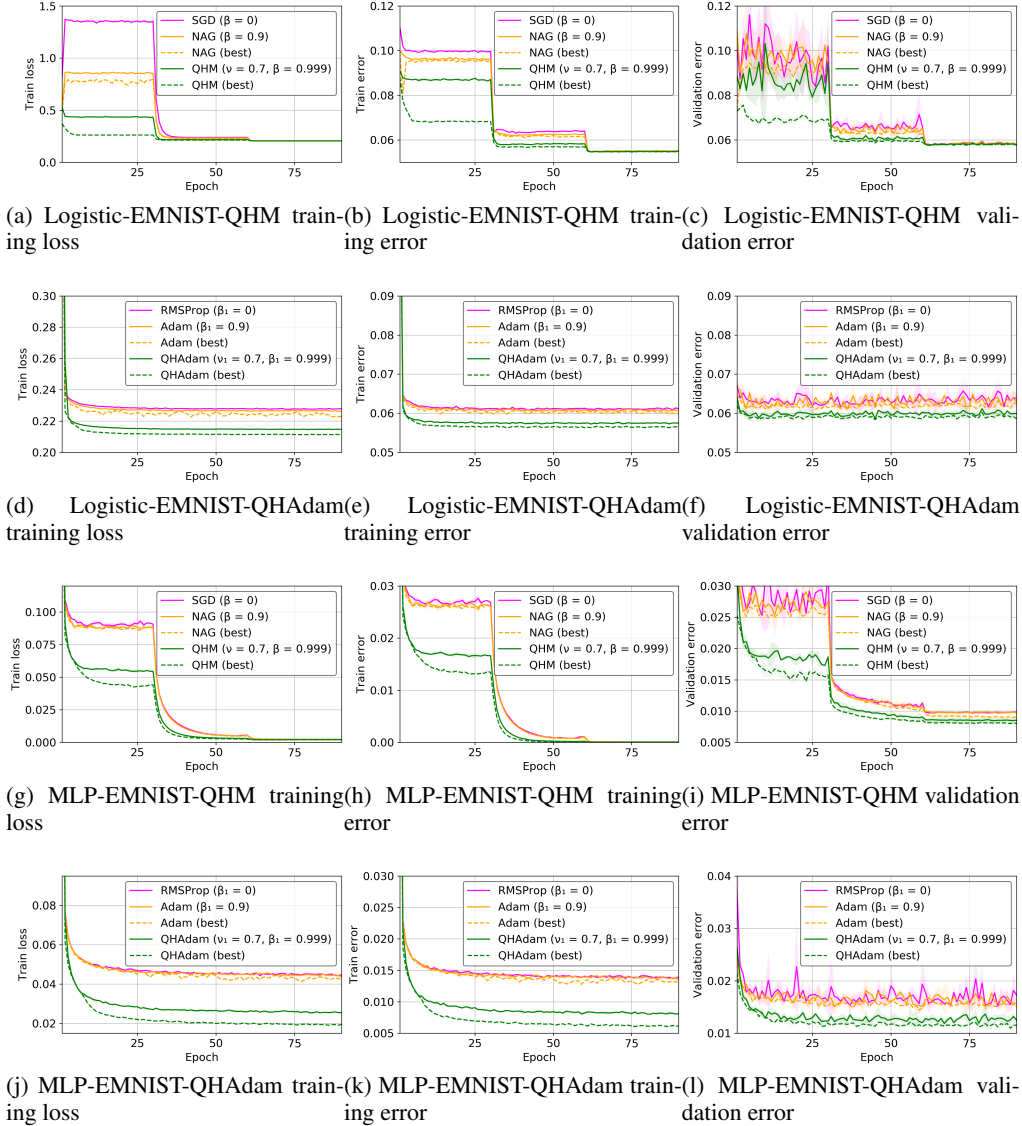 SGD (β = 0)
NAG (β = 0.9)
NAG (best)
QHM (ν = 0.7, β = 0.999)
QHM (best)
Train loss
1.5
1.0
0.5
0.0
25
50
75
Epoch
SGD (β = 0)
NAG (β = 0.9)
NAG (best)
QHM (ν = 0.7, β = 0.999)
QHM (best)
Train error
0.12
0.10
0.08
0.06
25
50
75
Epoch
SGD (β = 0)
NAG (β = 0.9)
NAG (best)
QHM (ν = 0.7, β = 0.999)
QHM (best)
Validation error
0.12
0.10
0.08
0.06
25
50
75
Epoch
(a) Logistic-EMNIST-QHM train-
ing loss
(b) Logistic-EMNIST-QHM train-
ing error
(c) Logistic-EMNIST-QHM vali-
dation error
RMSProp (β₁ = 0)
Adam (β₁ = 0.9)
Adam (best)
QHAdam (ν₁ = 0.7, β₁ = 0.999)
QHAdam (best)
Train loss
0.30
0.28
0.26
0.24
0.22
0.20
25
50
75
Epoch
RMSProp (β₁ = 0)
Adam (β₁ = 0.9)
Adam (best)
QHAdam (ν₁ = 0.7, β₁ = 0.999)
QHAdam (best)
Train error
0.09
0.08
0.07
0.06
0.05
25
50
75
Epoch
RMSProp (β₁ = 0)
Adam (β₁ = 0.9)
Adam (best)
QHAdam (ν₁ = 0.7, β₁ = 0.999)
QHAdam (best)
Validation error
0.09
0.08
0.07
0.06
0.05
25
50
75
Epoch
(d) Logistic-EMNIST-QHAdam
training loss
(e) Logistic-EMNIST-QHAdam
training error
(f) Logistic-EMNIST-QHAdam
validation error
SGD (β = 0)
NAG (β = 0.9)
NAG (best)
QHM (ν = 0.7, β = 0.999)
QHM (best)
Train loss
0.100
0.075
0.050
0.025
0.000
25
50
75
Epoch
SGD (β = 0)
NAG (β = 0.9)
NAG (best)
QHM (ν = 0.7, β = 0.999)
QHM (best)
Train error
0.03
0.02
0.01
0.00
25
50
75
Epoch
SGD (β = 0)
NAG (β = 0.9)
NAG (best)
QHM (ν = 0.7, β = 0.999)
QHM (best)
Validation error
0.030
0.025
0.020
0.015
0.010
0.005
25
50
75
Epoch
(g) MLP-EMNIST-QHM training
loss
(h) MLP-EMNIST-QHM training
error
(i) MLP-EMNIST-QHM validation
error
RMSProp (β₁ = 0)
Adam (β₁ = 0.9)
Adam (best)
QHAdam (ν₁ = 0.7, β₁ = 0.999)
QHAdam (best)
Train loss
0.08
0.06
0.04
0.02
25
50
75
Epoch
RMSProp (β₁ = 0)
Adam (β₁ = 0.9)
Adam (best)
QHAdam (ν₁ = 0.7, β₁ = 0.999)
QHAdam (best)
Train error
0.030
0.025
0.020
0.015
0.010
0.005
25
50
75
Epoch
RMSProp (β₁ = 0)
Adam (β₁ = 0.9)
Adam (best)
QHAdam (ν₁ = 0.7, β₁ = 0.999)
QHAdam (best)
Validation error
0.04
0.03
0.02
0.01
25
50
75
Epoch
(j) MLP-EMNIST-QHAdam train-
ing loss
(k) MLP-EMNIST-QHAdam train-
ing error
(l) MLP-EMNIST-QHAdam vali-
dation error